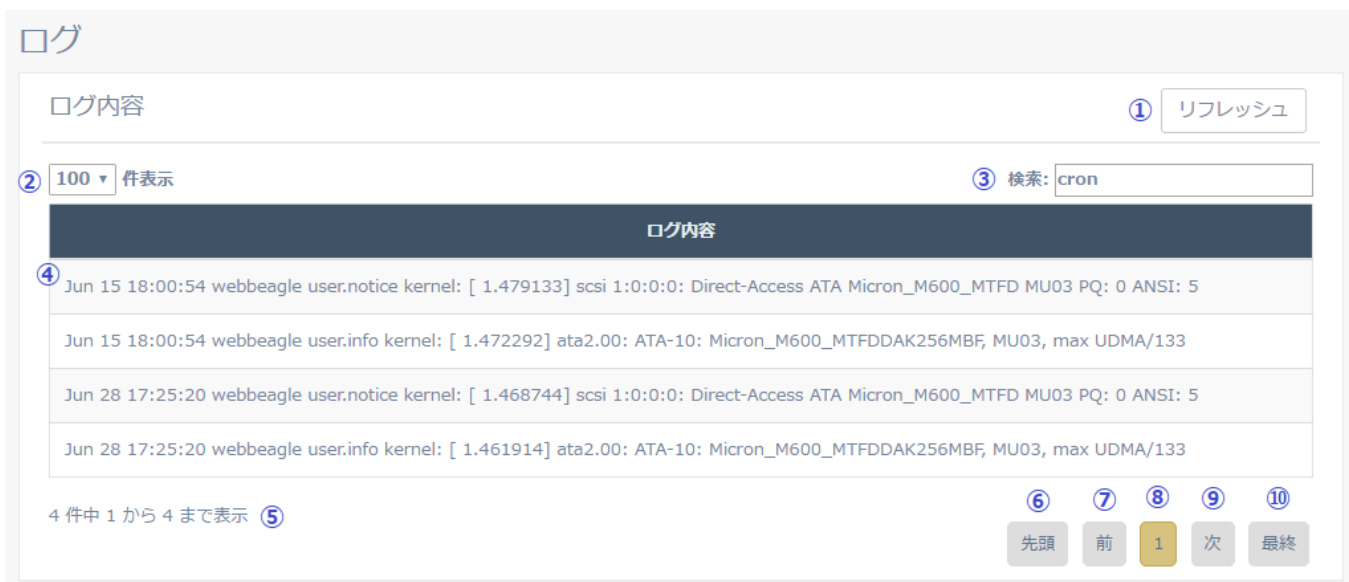 ログ
ログ内容
① リフレッシュ
② 100 ▾ 件表示
③ 検索: cron
ログ内容
④
Jun 15 18:00:54 webbeagle user.notice kernel: [ 1.479133] scsi 1:0:0:0: Direct-Access ATA Micron_M600_MTFD MU03 PQ: 0 ANSI: 5
Jun 15 18:00:54 webbeagle user.info kernel: [ 1.472292] ata2.00: ATA-10: Micron_M600_MTFDDAK256MBF, MU03, max UDMA/133
Jun 28 17:25:20 webbeagle user.notice kernel: [ 1.468744] scsi 1:0:0:0: Direct-Access ATA Micron_M600_MTFD MU03 PQ: 0 ANSI: 5
Jun 28 17:25:20 webbeagle user.info kernel: [ 1.461914] ata2.00: ATA-10: Micron_M600_MTFDDAK256MBF, MU03, max UDMA/133
4 件中 1 から 4 まで表示 ⑤
⑥ ⑦ ⑧ ⑨ ⑩
先頭 前 1 次 最終